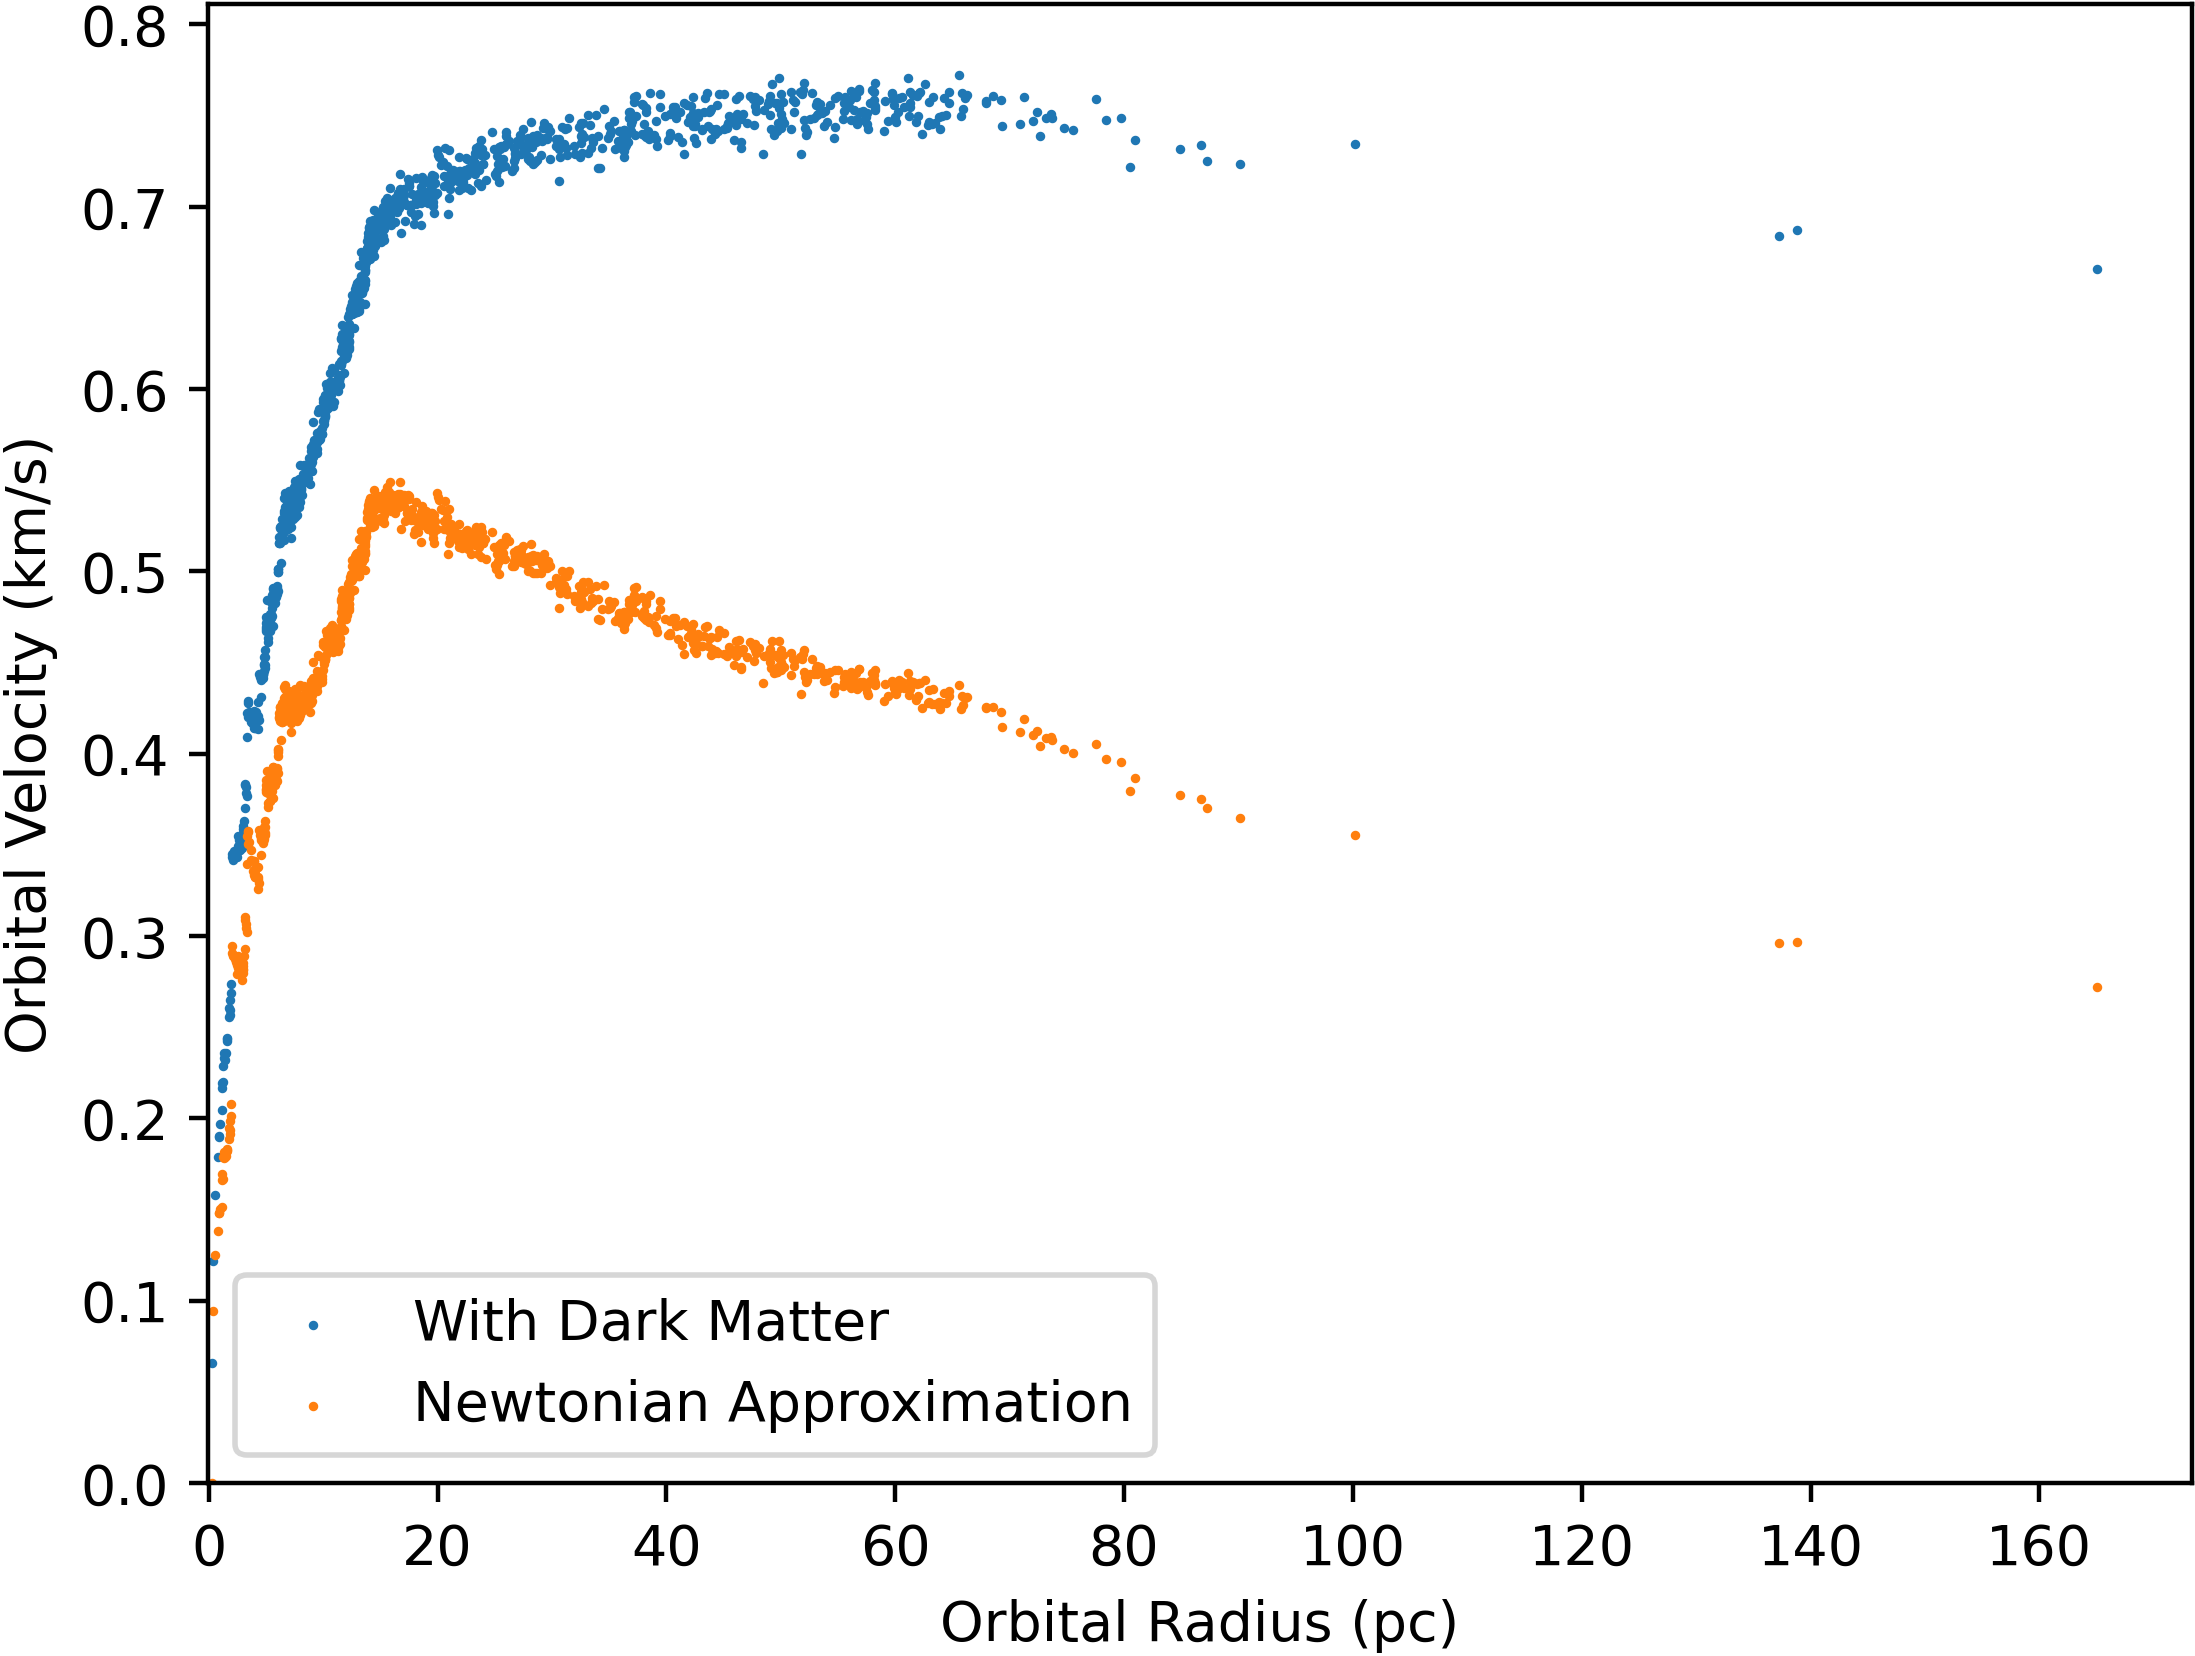 0.8
0.7
0.6
0.5
0.4
0.3
0.2
0.1
0.0
Orbital Velocity (km/s)
With Dark Matter
Newtonian Approximation
0 20 40 60 80 100 120 140 160
Orbital Radius (pc)